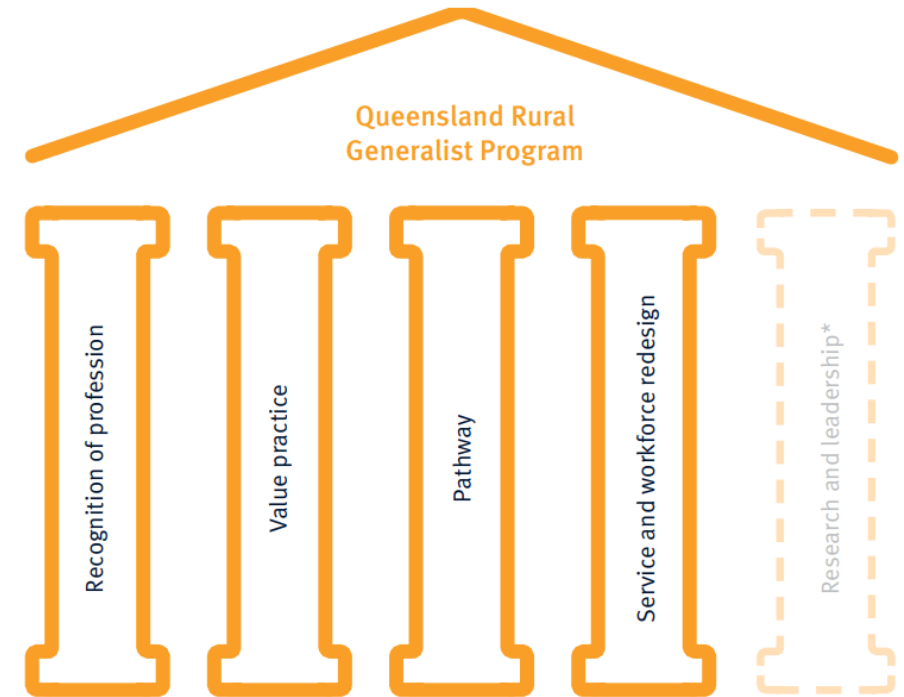 Queensland Rural
Generalist Program
Recognition of profession
Value practice
Pathway
Service and workforce redesign
Research and leadership*